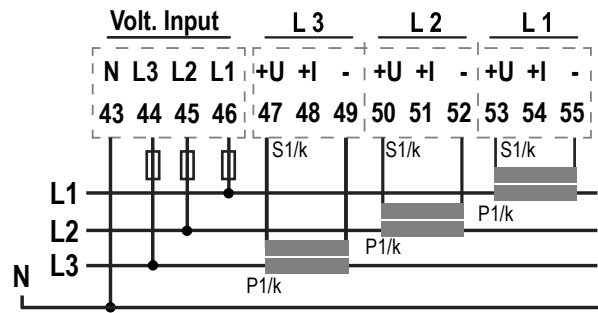 Volt. Input L 3 L 2 L 1
N L3 L2 L1 +U +I - +U +I - +U +I -
43 44 45 46 47 48 49 50 51 52 53 54 55
S1/k S1/k S1/k
L1
P1/k
L2
P1/k
L3
N
P1/k